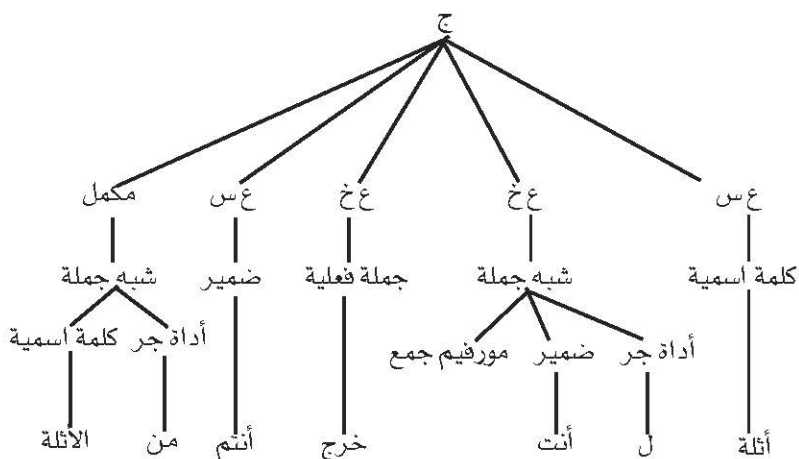 ج
ع س ع خ ع خ ع س مكمل
كلمة اسمية شبه جملة جملة فعلية ضمير شبه جملة
أداة جر ضمير مورفيم جمع أداة جر كلمة اسمية
أثلة ل أنت خرج أنتم من الأثلة